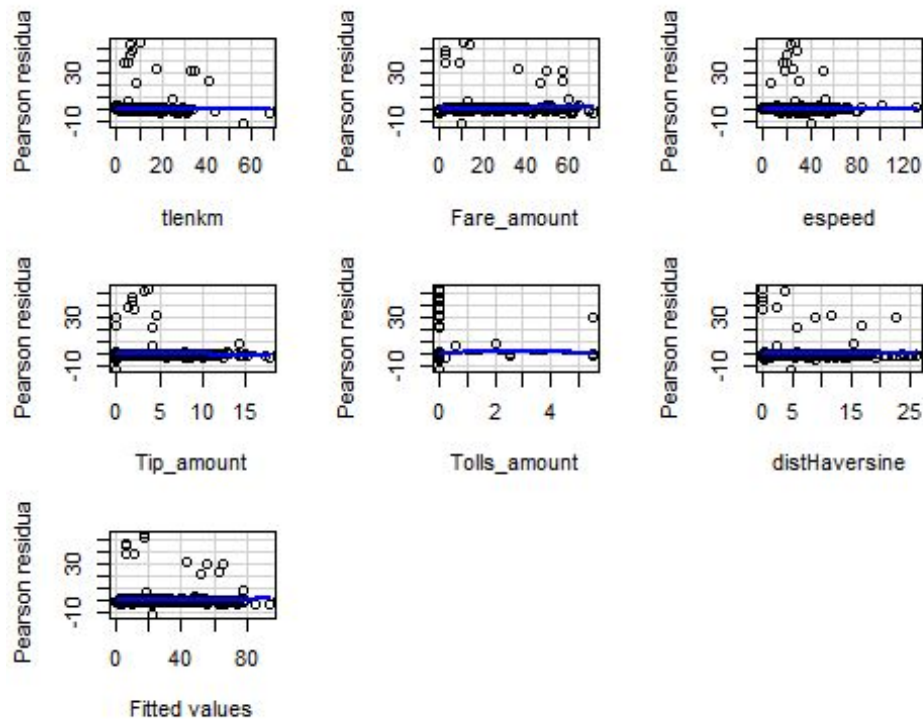 Pearson residua
-10 30
0 20 40 60
tlenkm
Pearson residua
-10 30
0 20 40 60
Fare_amount
Pearson residua
-10 30
0 40 80 120
espeed
Pearson residua
-10 30
0 5 10 15
Tip_amount
Pearson residua
-10 30
0 2 4
Tolls_amount
Pearson residua
-10 30
0 5 15 25
distHaversine
Pearson residua
-10 30
0 40 80
Fitted values